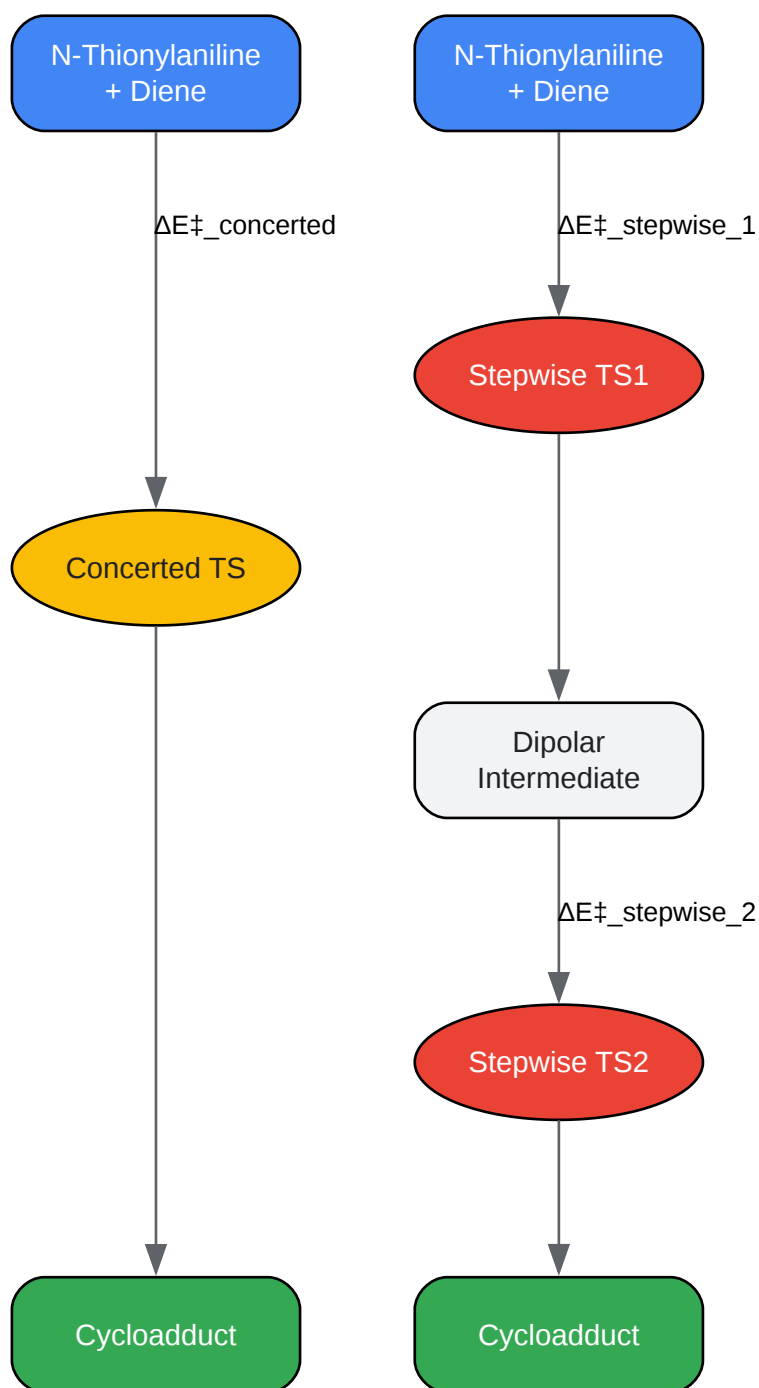 N-Thionylaniline
+ Diene
N-Thionylaniline
+ Diene
ΔE‡_concerted
ΔE‡_stepwise_1
Stepwise TS1
Concerted TS
Dipolar
Intermediate
ΔE‡_stepwise_2
Stepwise TS2
Cycloadduct
Cycloadduct